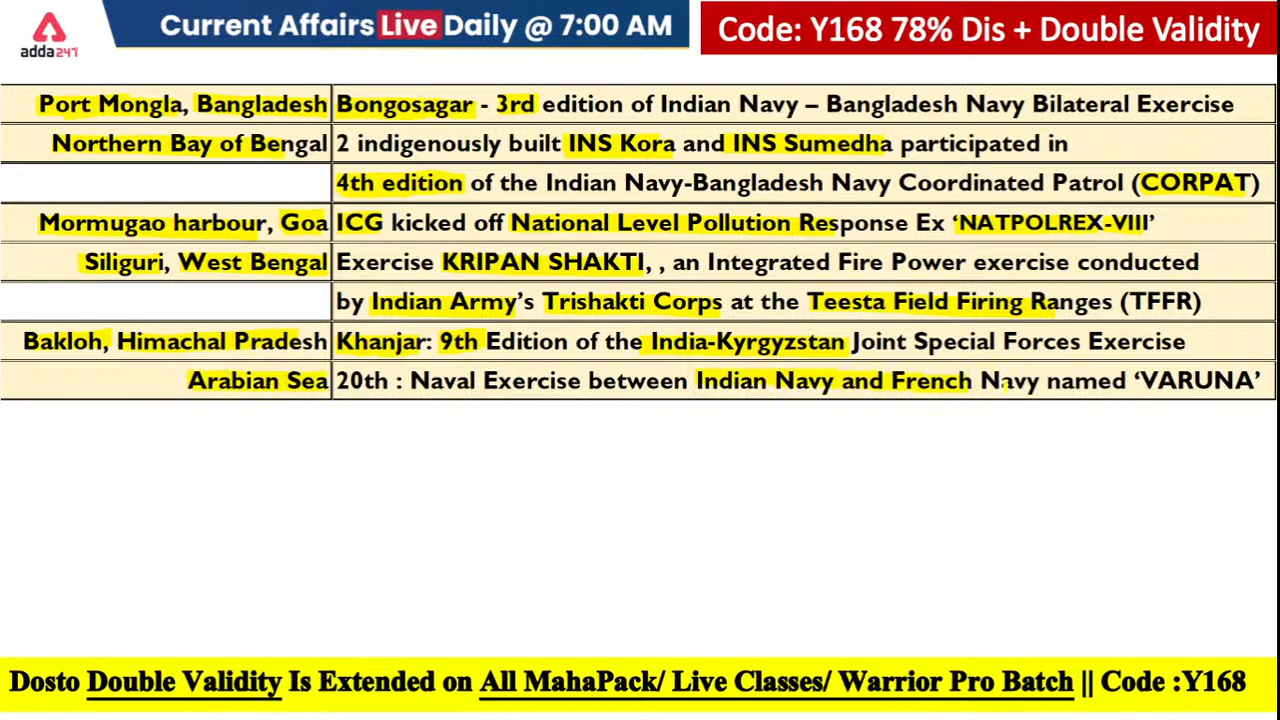 adda247
Current Affairs Live Daily @ 7:00 AM
Code: Y168 78% Dis + Double Validity
Port Mongla, Bangladesh Bongosagar - 3rd edition of Indian Navy – Bangladesh Navy Bilateral Exercise
Northern Bay of Bengal 2 indigenously built INS Kora and INS Sumedha participated in
4th edition of the Indian Navy-Bangladesh Navy Coordinated Patrol (CORPAT)
Mormugao harbour, Goa ICG kicked off National Level Pollution Response Ex ‘NATPOLREX-VIII’
Siliguri, West Bengal Exercise KRIPAN SHAKTI, , an Integrated Fire Power exercise conducted
by Indian Army’s Trishakti Corps at the Teesta Field Firing Ranges (TFFR)
Bakloh, Himachal Pradesh Khanjar: 9th Edition of the India-Kyrgyzstan Joint Special Forces Exercise
Arabian Sea 20th : Naval Exercise between Indian Navy and French Navy named ‘VARUNA’
Dosto Double Validity Is Extended on All MahaPack/ Live Classes/ Warrior Pro Batch || Code :Y168